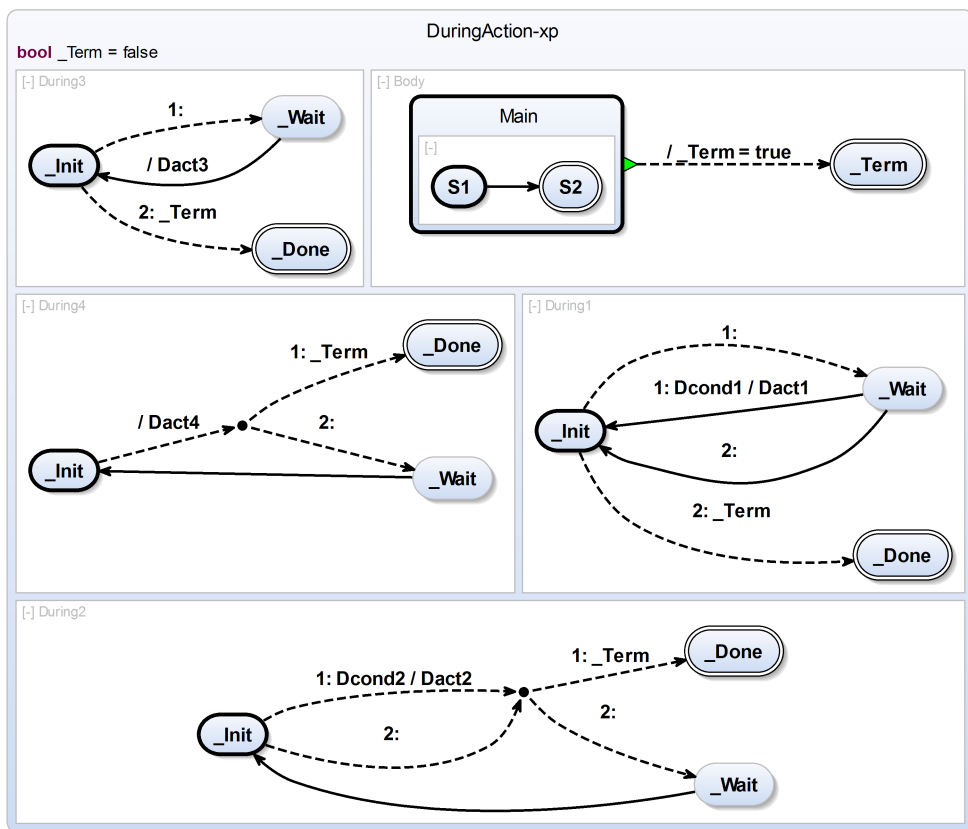 DuringAction-xp
bool _Term = false
[-] During3
1:
_Wait
_Init
/ Dact3
2: _Term
_Done
[-] Body
Main
[-]
S1
S2
/ _Term = true
_Term
[-] During4
1: _Term
_Done
/ Dact4
2:
_Init
_Wait
[-] During1
1:
_Wait
1: Dcond1 / Dact1
_Init
2:
2: _Term
_Done
[-] During2
1: _Term
_Done
1: Dcond2 / Dact2
2:
_Init
2:
_Wait